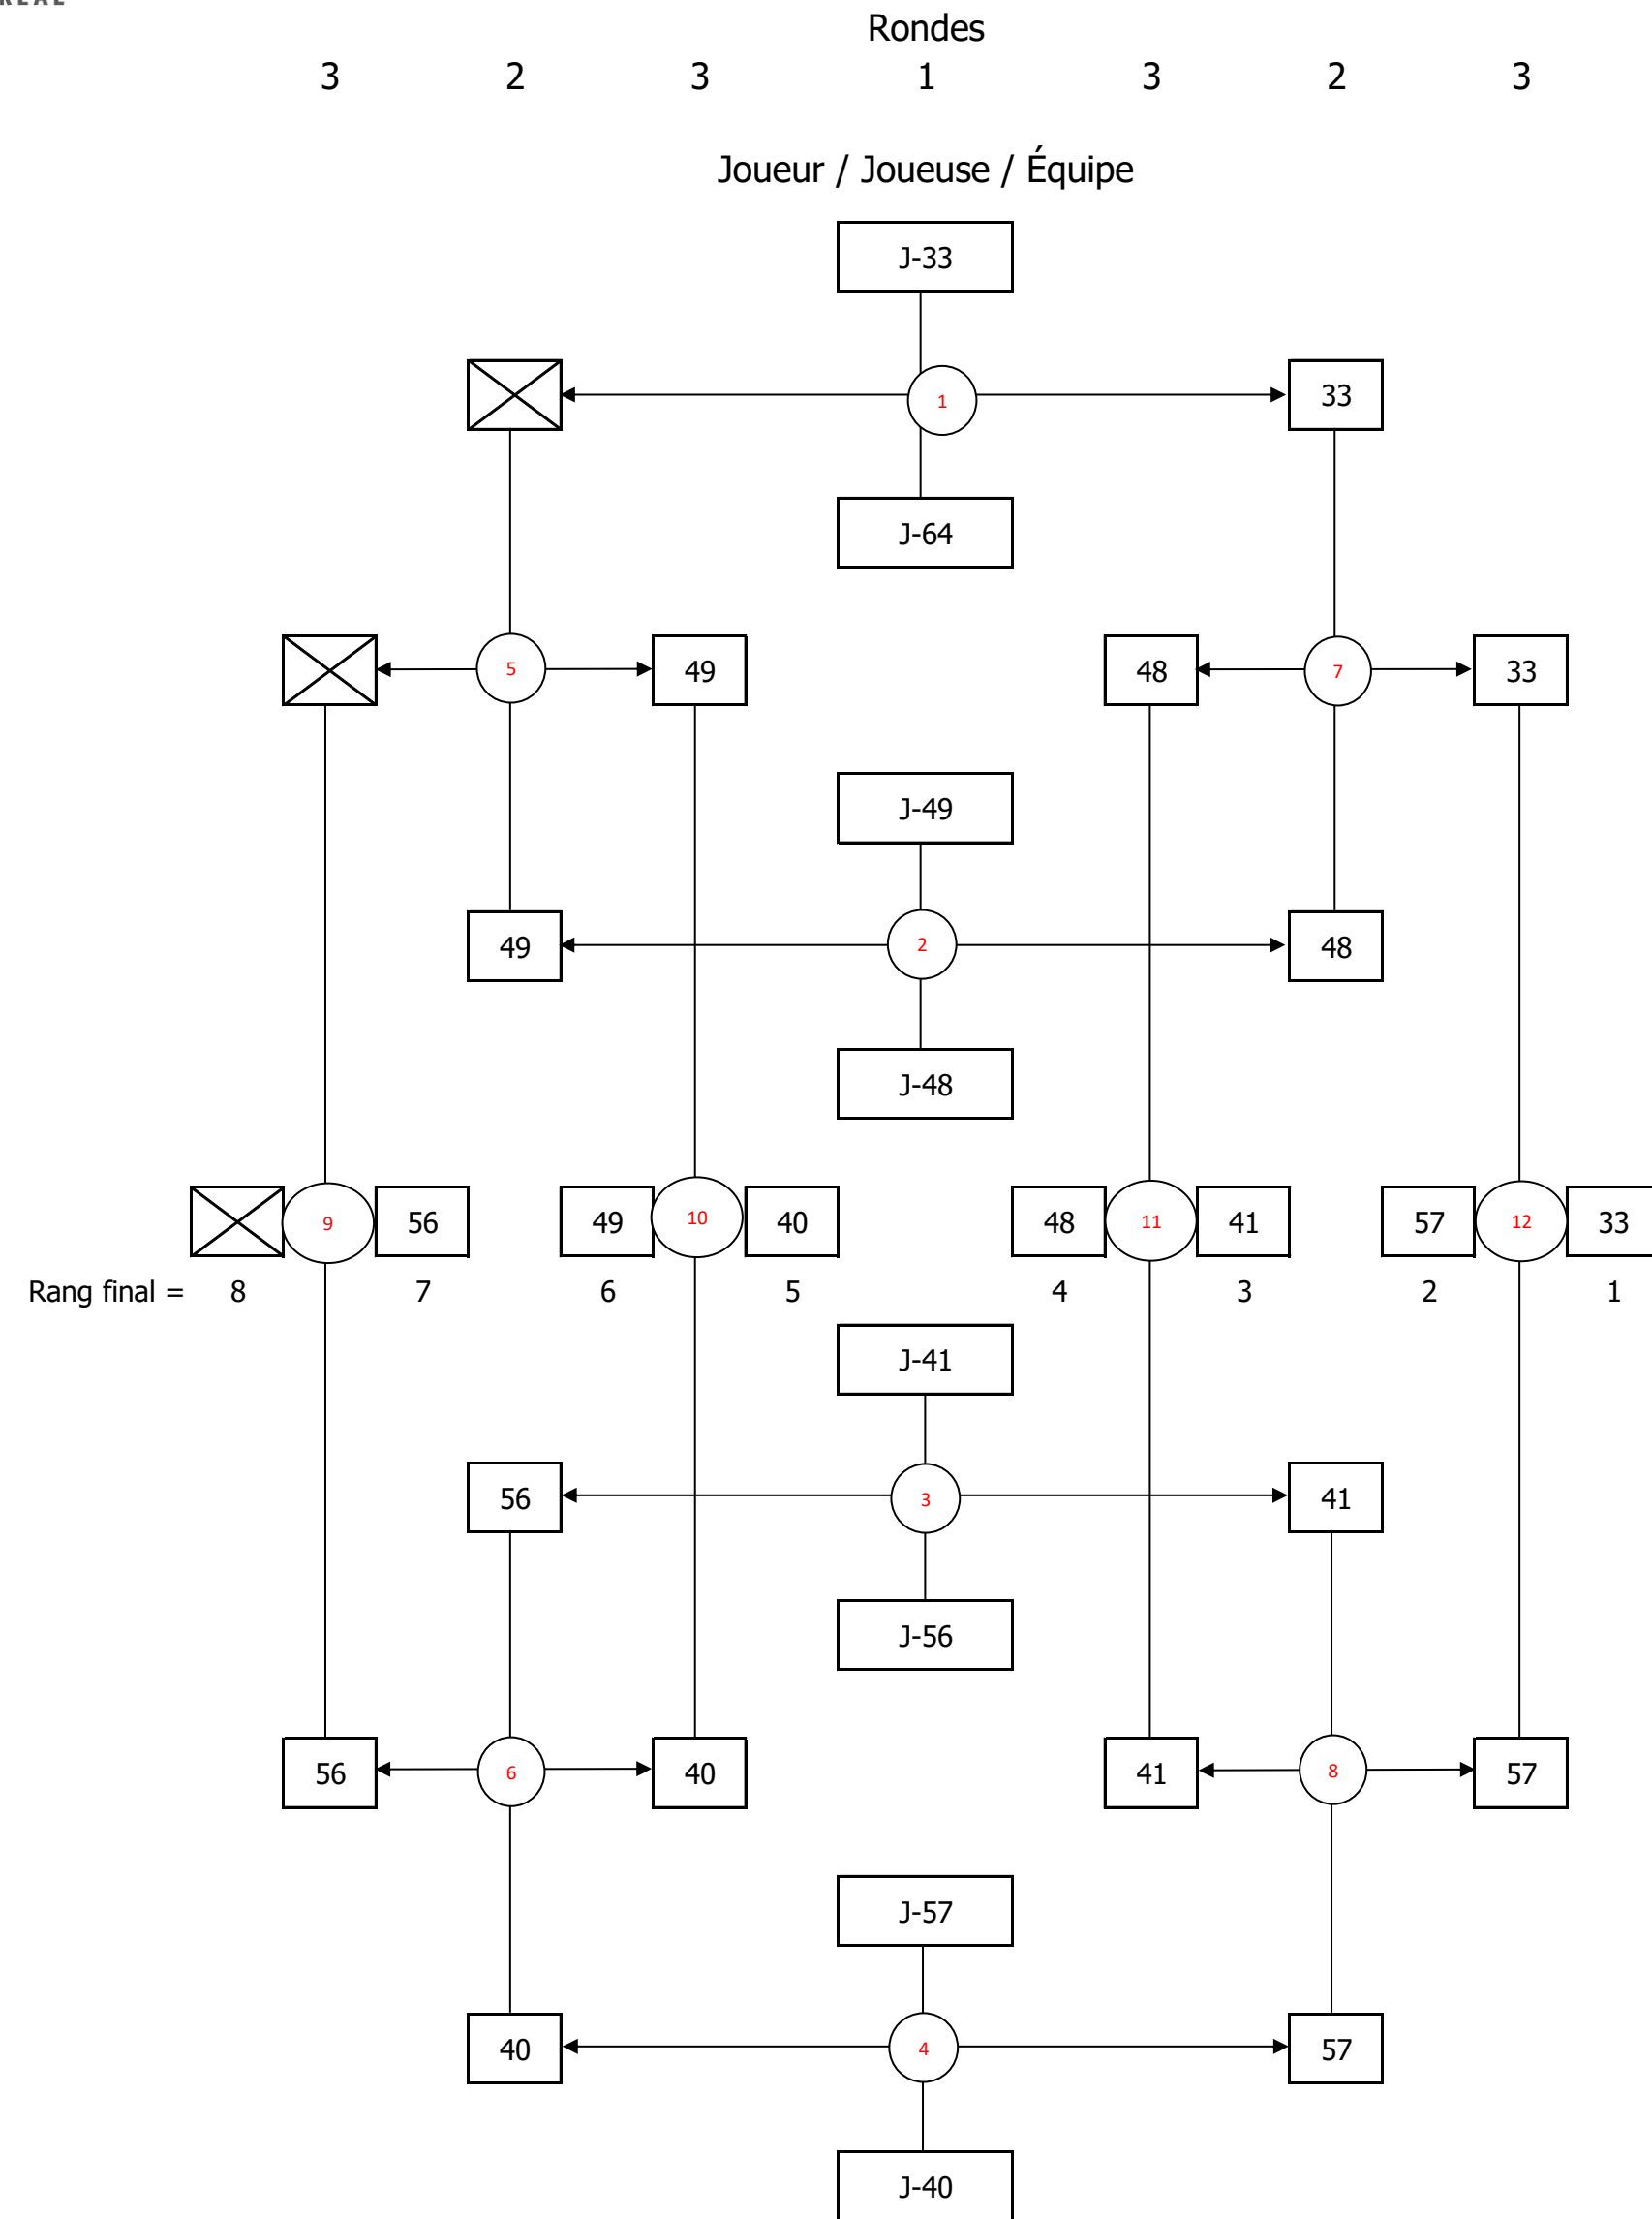 Rondes
3 2 3 1 3 2 3
Joueur / Joueuse / Équipe
J-33
1 33
J-64
5 49 48 7 33
J-49
49 2 48
J-48
9 56 49 10 40 48 11 41 57 12 33
Rang final = 8 7 6 5 4 3 2 1
J-41
56 3 41
J-56
56 6 40 41 8 57
J-57
40 4 57
J-40